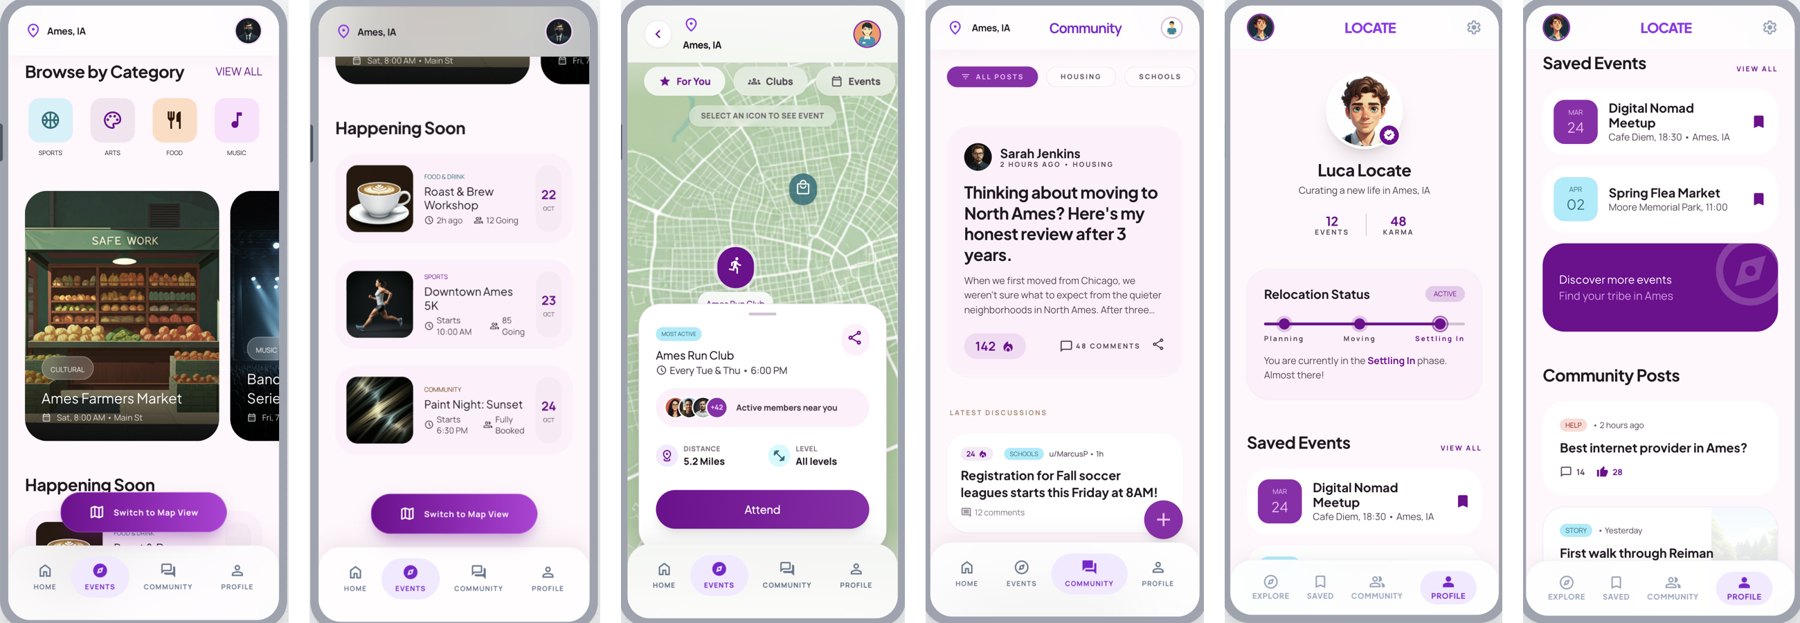 Ames, IA
Browse by Category
VIEW ALL
SPORTS
ARTS
FOOD
MUSIC
SAFE WORK
CULTURAL
Ames Farmers Market
Sat, 8:00 AM • Main St
MUSIC
Fri, 7
Happening Soon
Switch to Map View
HOME
EVENTS
COMMUNITY
PROFILE
Ames, IA
Sat, 8:00 AM • Main St
Fri, 7
Happening Soon
FOOD & DRINK
Roast & Brew
Workshop
2h ago
12 Going
22
OCT
SPORTS
Downtown Ames
5K
Starts
10:00 AM
85
Going
23
OCT
COMMUNITY
Paint Night: Sunset
Starts
6:30 PM
Fully
Booked
24
OCT
Switch to Map View
HOME
EVENTS
COMMUNITY
PROFILE
Ames, IA
For You
Clubs
Events
SELECT AN ICON TO SEE EVENT
Ames Run Club
MOST ACTIVE
Ames Run Club
Every Tue & Thu • 6:00 PM
+42
Active members near you
DISTANCE
5.2 Miles
LEVEL
All levels
Attend
HOME
EVENTS
COMMUNITY
PROFILE
Ames, IA
Community
ALL POSTS
HOUSING
SCHOOLS
Sarah Jenkins
2 HOURS AGO • HOUSING
Thinking about moving to
North Ames? Here's my
honest review after 3
years.
When we first moved from Chicago, we
weren't sure what to expect from the quieter
neighborhoods in North Ames. After three...
142
48 COMMENTS
LATEST DISCUSSIONS
24
SCHOOLS
u/MarcusP • 1h
Registration for Fall soccer
leagues starts this Friday at 8AM!
12 comments
HOME
EVENTS
COMMUNITY
PROFILE
LOCATE
Luca Locate
Curating a new life in Ames, IA
12
EVENTS
48
KARMA
Relocation Status
ACTIVE
Planning
Moving
Settling In
You are currently in the Settling In phase.
Almost there!
Saved Events
VIEW ALL
MAR
24
Digital Nomad
Meetup
Cafe Diem, 18:30 • Ames, IA
EXPLORE
SAVED
COMMUNITY
PROFILE
LOCATE
Saved Events
VIEW ALL
MAR
24
Digital Nomad
Meetup
Cafe Diem, 18:30 • Ames, IA
APR
02
Spring Flea Market
Moore Memorial Park, 11:00
Discover more events
Find your tribe in Ames
Community Posts
HELP
• 2 hours ago
Best internet provider in Ames?
14
28
STORY
• Yesterday
First walk through Reiman
EXPLORE
SAVED
COMMUNITY
PROFILE